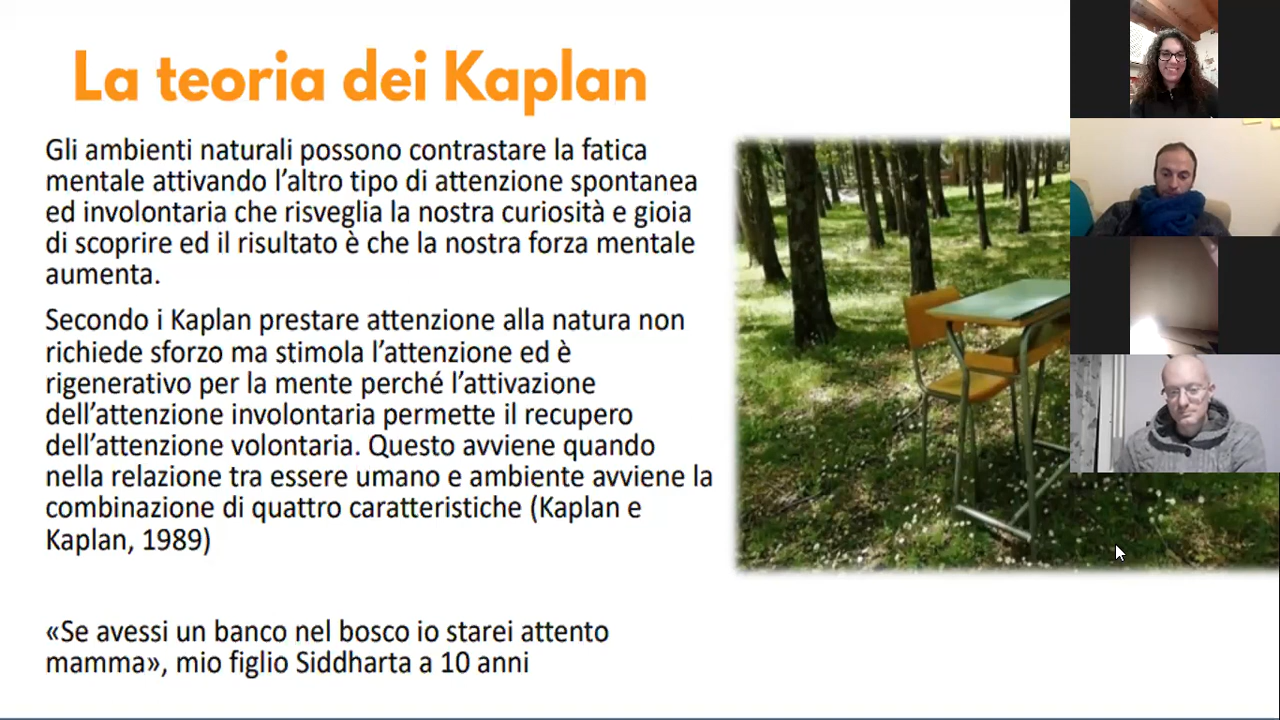 La teoria dei Kaplan
Gli ambienti naturali possono contrastare la fatica
mentale attivando l’altro tipo di attenzione spontanea
ed involontaria che risveglia la nostra curiosità e gioia
di scoprire ed il risultato è che la nostra forza mentale
aumenta.
Secondo i Kaplan prestare attenzione alla natura non
richiede sforzo ma stimola l’attenzione ed è
rigenerativo per la mente perché l’attivazione
dell’attenzione involontaria permette il recupero
dell’attenzione volontaria. Questo avviene quando
nella relazione tra essere umano e ambiente avviene la
combinazione di quattro caratteristiche (Kaplan e
Kaplan, 1989)
«Se avessi un banco nel bosco io starei attento
mamma», mio figlio Siddharta a 10 anni